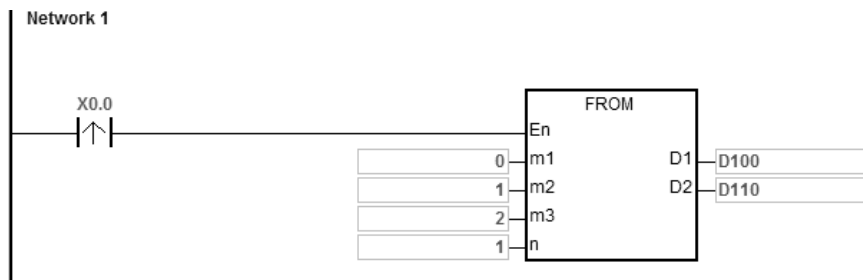 Network 1
X0.0
FROM
En
0 m1 D1 D100
1 m2 D2 D110
2 m3
1 n